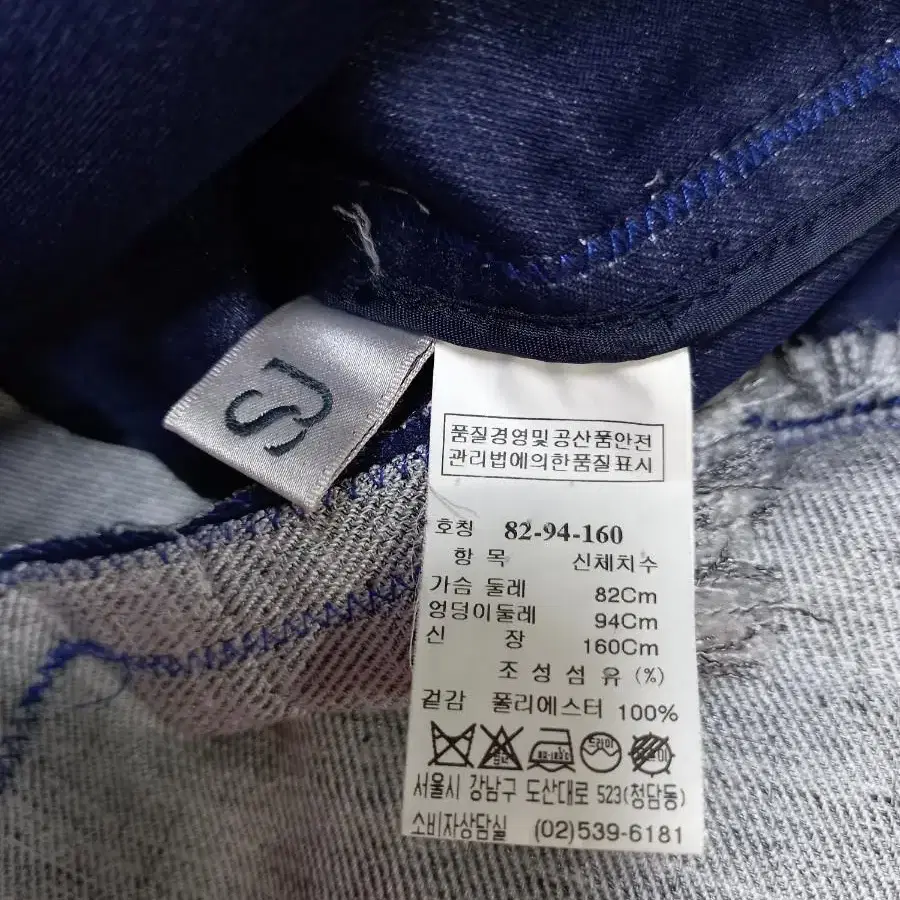 SJ
품질경영및공산품안전
관리법에의한품질표시
호칭 82-94-160
항 목 신체치수
가슴 둘레 82Cm
엉덩이둘레 94Cm
신 장 160Cm
조성섬유(%)
겉감 폴리에스터 100%
드라이
서울시 강남구 도산대로 523(청담동)
소비자상담실 (02)539-6181